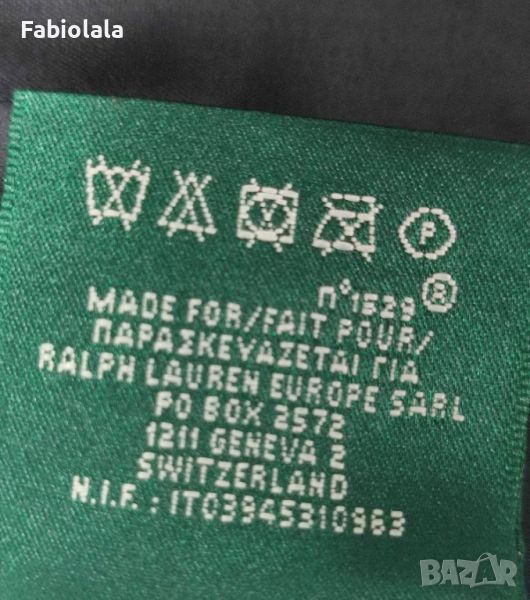 Fabiolala
P
n° 1529 ®
MADE FOR/FAIT POUR/
ΠΑΡΑΣΚΕΥΑΖΕΤΑΙ ΓΙΑ
RALPH LAUREN EUROPE SARL
PO BOX 2572
1211 GENEVA 2
SWITZERLAND
N.I.F.: IT03945310963
BAZAR